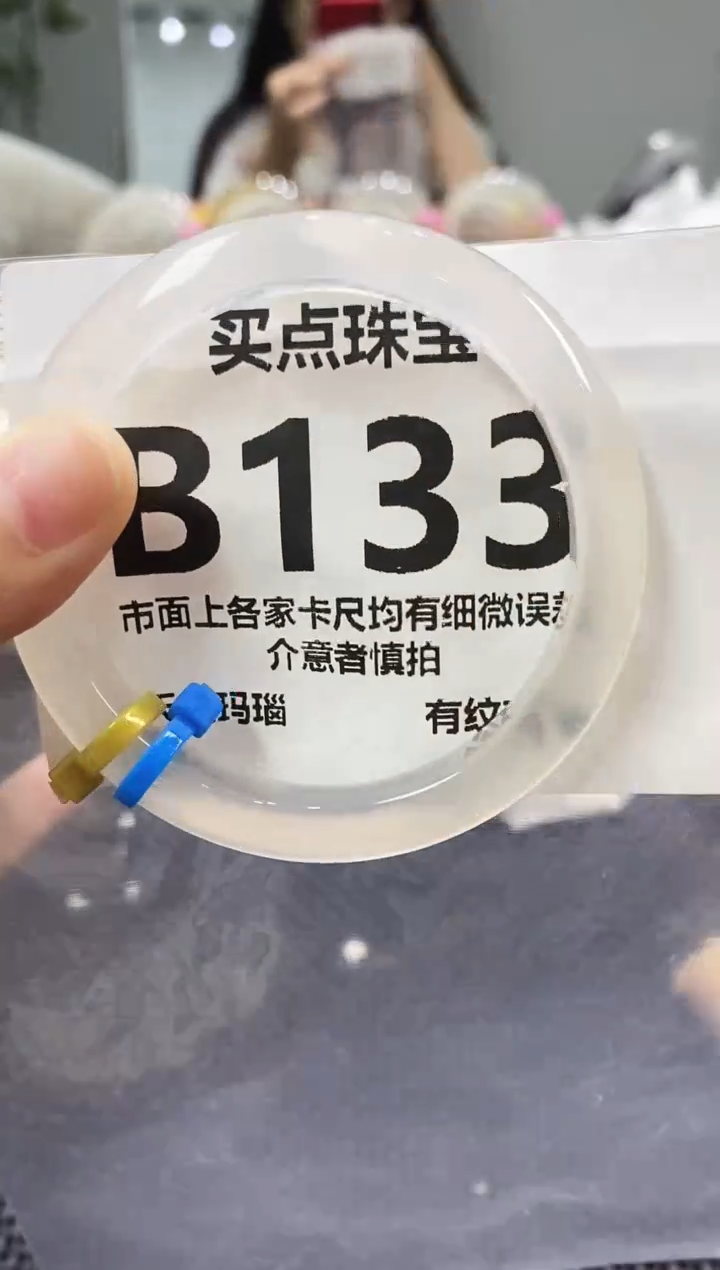 买点珠宝
B133
市面上各家卡尺均有细微误
介意者慎拍
玛瑙 有纹